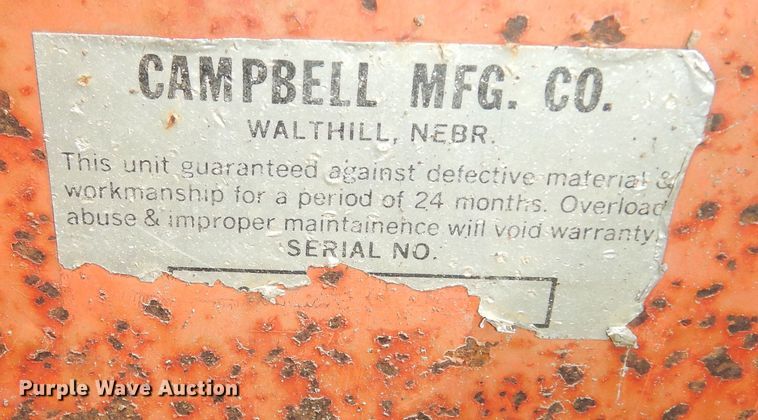 CAMPBELL MFG. CO.
WALTHILL, NEBR.
This unit guaranteed against defective material &
workmanship for a period of 24 months. Overload
abuse & improper maintainence will void warranty.
SERIAL NO.
Purple Wave Auction